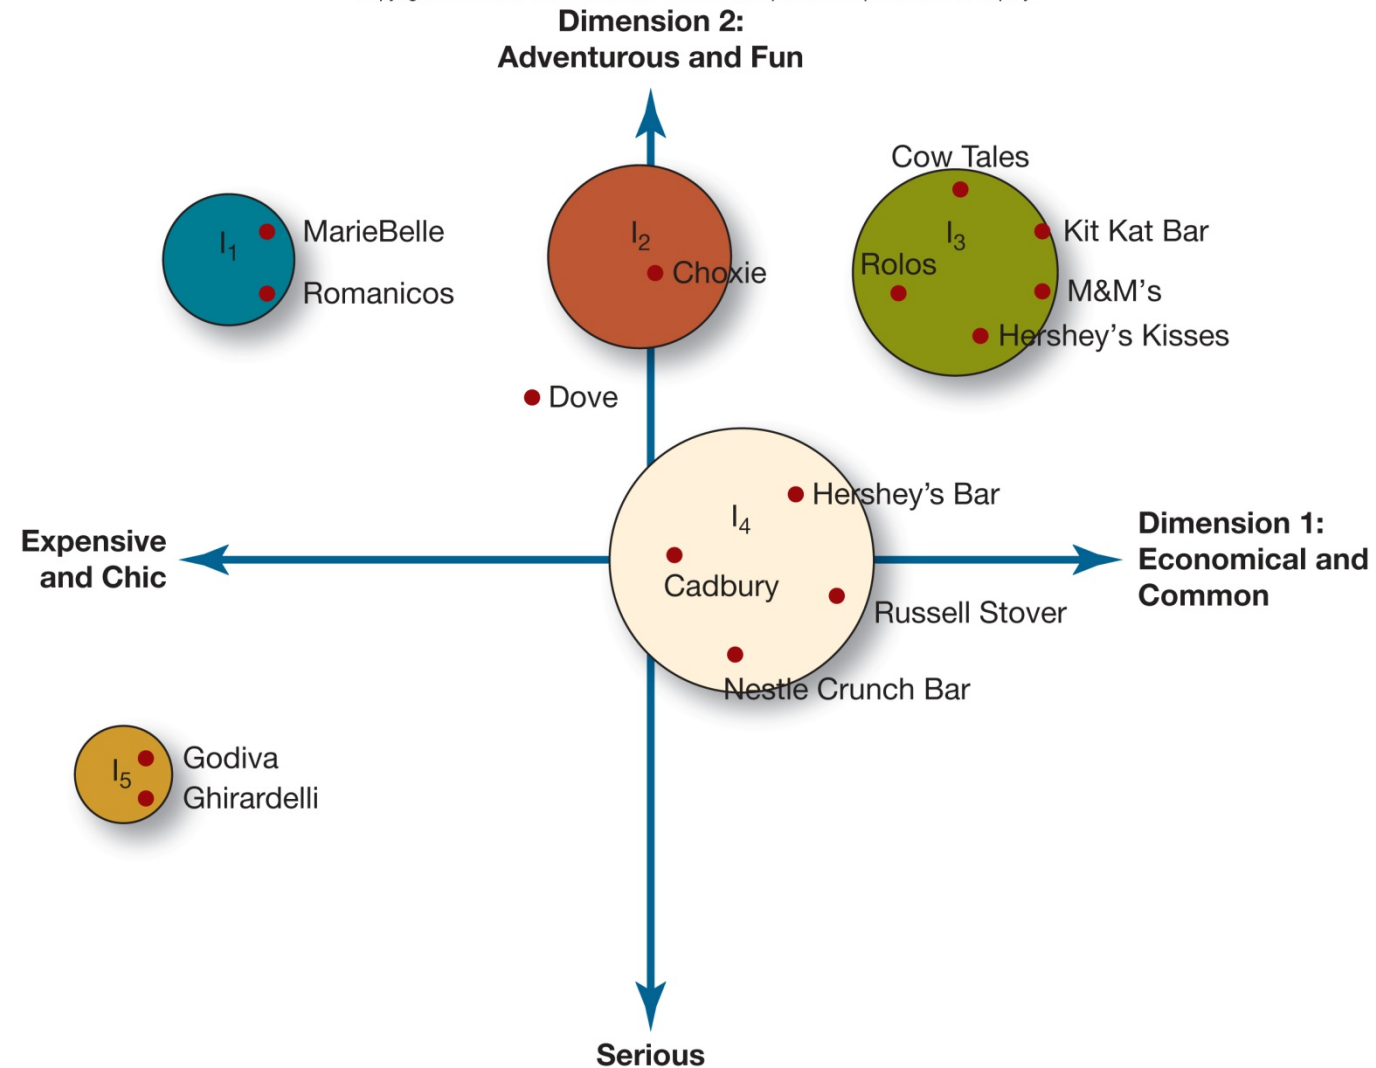 Dimension 2:
Adventurous and Fun
Cow Tales
MarieBelle
I1
I2
I3
Kit Kat Bar
Rolos
Choxie
Romanicos
M&M’s
Hershey’s Kisses
Dove
Hershey’s Bar
I4
Expensive
and Chic
Dimension 1:
Economical and
Common
Cadbury
Russell Stover
Nestle Crunch Bar
I5
Godiva
Ghirardelli
Serious